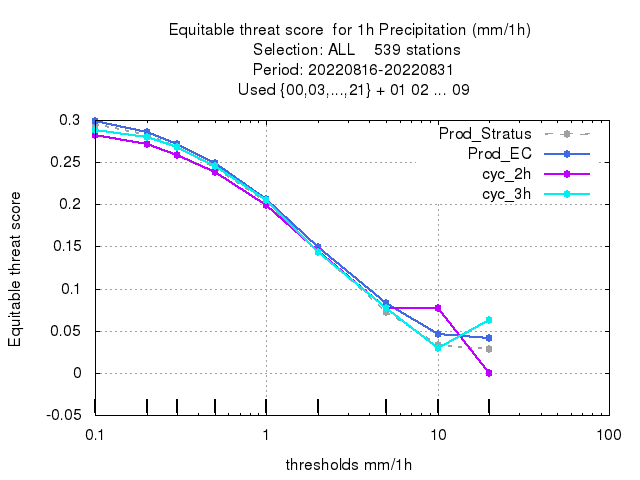 Equitable threat score  for 1h Precipitation (mm/1h)
Selection: ALL    539 stations
Period: 20220816-20220831
Used {00,03,...,21} + 01 02 ... 09
Prod_Stratus
Prod_EC
cyc_2h
cyc_3h
Equitable threat score
0.3
0.25
0.2
0.15
0.1
0.05
0
-0.05
0.1 1 10 100
thresholds mm/1h